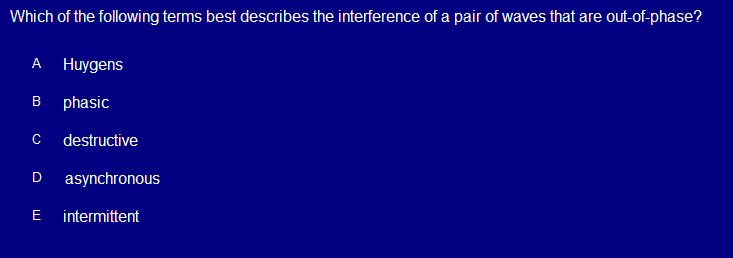 Which of the following terms best describes the interference of a pair of waves that are out-of-phase?
A Huygens
B phasic
C destructive
D asynchronous
E intermittent